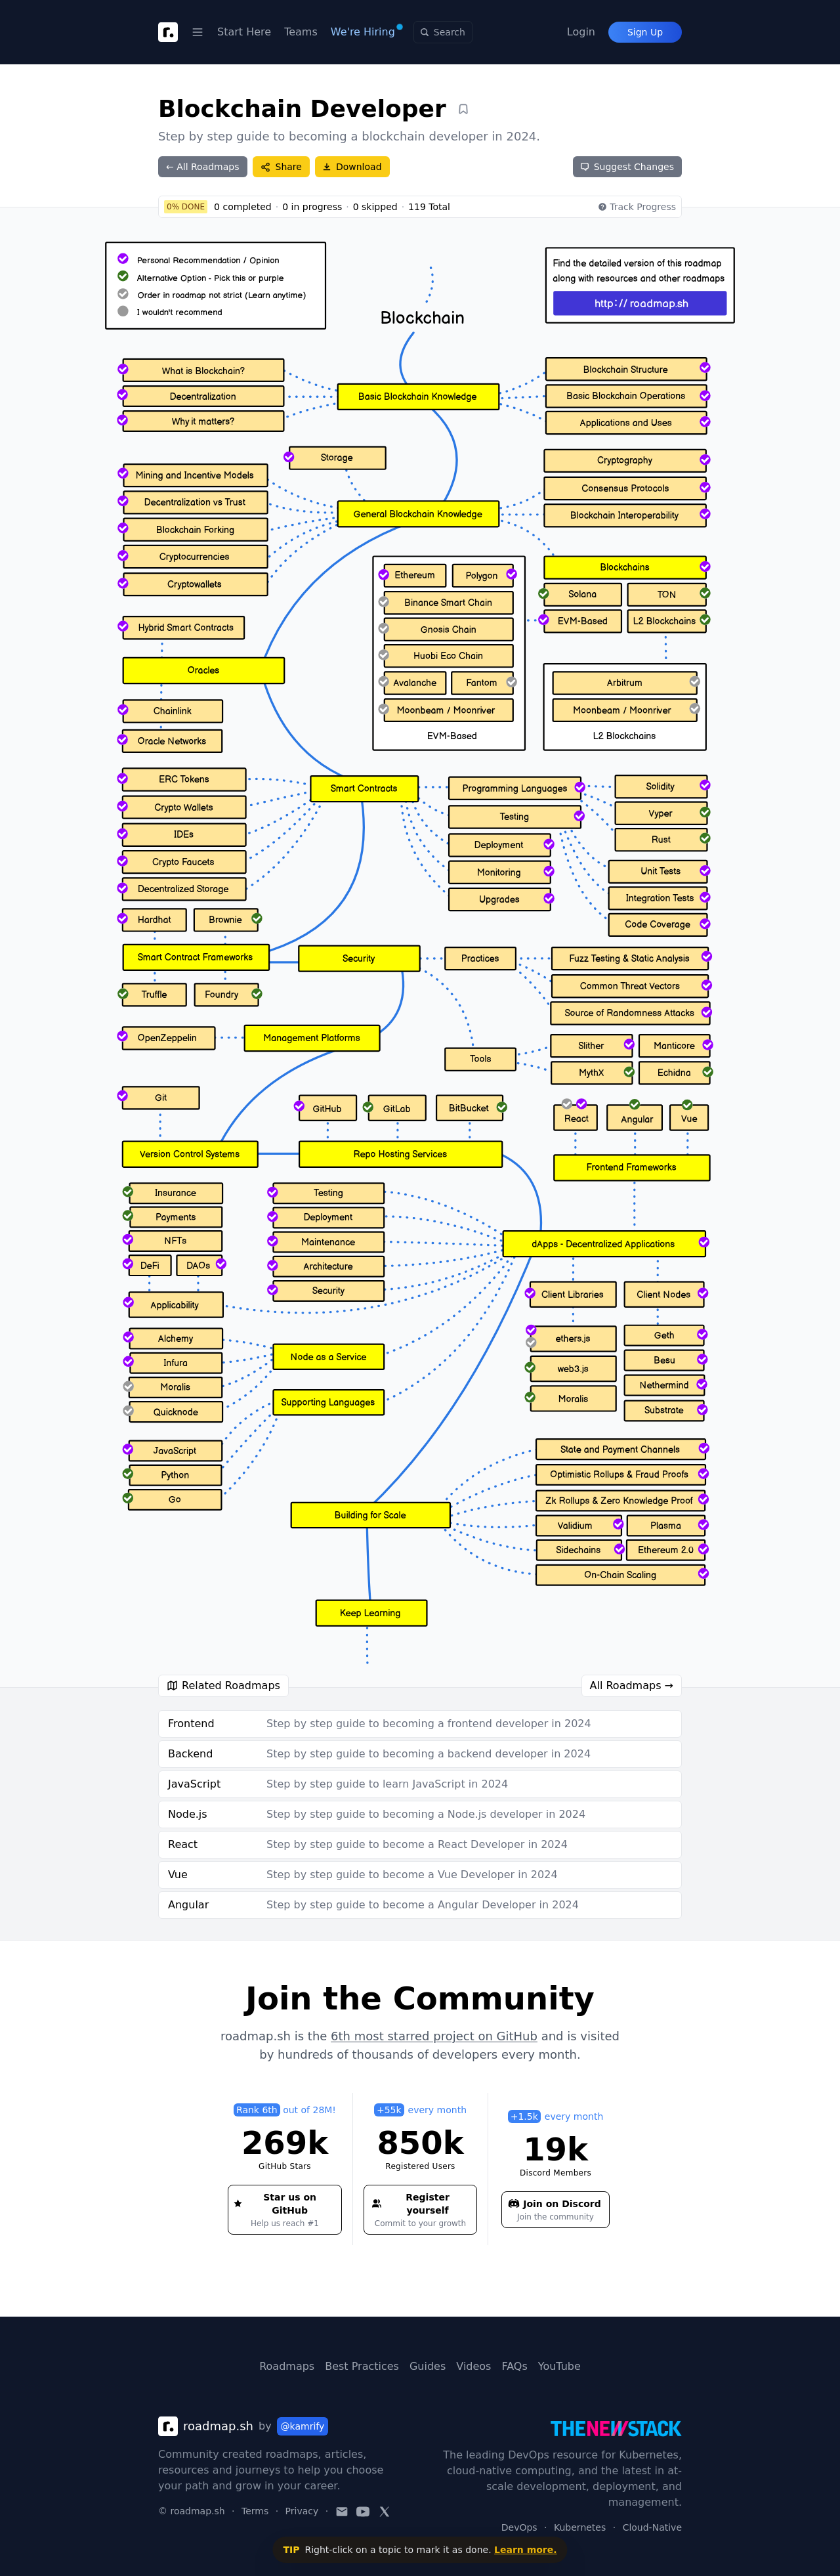 Start Here
Teams
We're Hiring
Search
Login
Sign Up
Blockchain Developer
Step by step guide to becoming a blockchain developer in 2024.
← All Roadmaps
Share
Download
Suggest Changes
0% DONE
0 completed · 0 in progress · 0 skipped · 119 Total
Track Progress
Personal Recommendation / Opinion
Alternative Option - Pick this or purple
Order in roadmap not strict (Learn anytime)
I wouldn't recommend
Find the detailed version of this roadmap
along with resources and other roadmaps
http://roadmap.sh
Blockchain
What is Blockchain?
Decentralization
Why it matters?
Basic Blockchain Knowledge
Blockchain Structure
Basic Blockchain Operations
Applications and Uses
Storage
Mining and Incentive Models
Decentralization vs Trust
Blockchain Forking
Cryptocurrencies
Cryptowallets
General Blockchain Knowledge
Cryptography
Consensus Protocols
Blockchain Interoperability
Blockchains
Solana
TON
EVM-Based
L2 Blockchains
Ethereum
Polygon
Binance Smart Chain
Gnosis Chain
Huobi Eco Chain
Avalanche
Fantom
Moonbeam / Moonriver
EVM-Based
Arbitrum
Moonbeam / Moonriver
L2 Blockchains
Hybrid Smart Contracts
Oracles
Chainlink
Oracle Networks
ERC Tokens
Crypto Wallets
IDEs
Crypto Faucets
Decentralized Storage
Smart Contracts
Programming Languages
Testing
Deployment
Monitoring
Upgrades
Solidity
Vyper
Rust
Unit Tests
Integration Tests
Code Coverage
Hardhat
Brownie
Smart Contract Frameworks
Truffle
Foundry
Security
Practices
Fuzz Testing & Static Analysis
Common Threat Vectors
Source of Randomness Attacks
Tools
Slither
Manticore
MythX
Echidna
OpenZeppelin
Management Platforms
Git
Version Control Systems
GitHub
GitLab
BitBucket
Repo Hosting Services
React
Angular
Vue
Frontend Frameworks
Insurance
Payments
NFTs
DeFi
DAOs
Applicability
Testing
Deployment
Maintenance
Architecture
Security
dApps - Decentralized Applications
Client Libraries
Client Nodes
ethers.js
web3.js
Moralis
Geth
Besu
Nethermind
Substrate
Alchemy
Infura
Moralis
Quicknode
Node as a Service
Supporting Languages
JavaScript
Python
Go
Building for Scale
State and Payment Channels
Optimistic Rollups & Fraud Proofs
Zk Rollups & Zero Knowledge Proof
Validium
Plasma
Sidechains
Ethereum 2.0
On-Chain Scaling
Keep Learning
Related Roadmaps
All Roadmaps →
Frontend
Step by step guide to becoming a frontend developer in 2024
Backend
Step by step guide to becoming a backend developer in 2024
JavaScript
Step by step guide to learn JavaScript in 2024
Node.js
Step by step guide to becoming a Node.js developer in 2024
React
Step by step guide to become a React Developer in 2024
Vue
Step by step guide to become a Vue Developer in 2024
Angular
Step by step guide to become a Angular Developer in 2024
Join the Community
roadmap.sh is the 6th most starred project on GitHub and is visited
by hundreds of thousands of developers every month.
Rank 6th out of 28M!
269k
GitHub Stars
Star us on
GitHub
Help us reach #1
+55k every month
850k
Registered Users
Register
yourself
Commit to your growth
+1.5k every month
19k
Discord Members
Join on Discord
Join the community
Roadmaps
Best Practices
Guides
Videos
FAQs
YouTube
roadmap.sh by @kamrify
Community created roadmaps, articles,
resources and journeys to help you choose
your path and grow in your career.
© roadmap.sh · Terms · Privacy ·
THENEWSTACK
The leading DevOps resource for Kubernetes,
cloud-native computing, and the latest in at-
scale development, deployment, and
management.
DevOps · Kubernetes · Cloud-Native
TIP Right-click on a topic to mark it as done. Learn more.